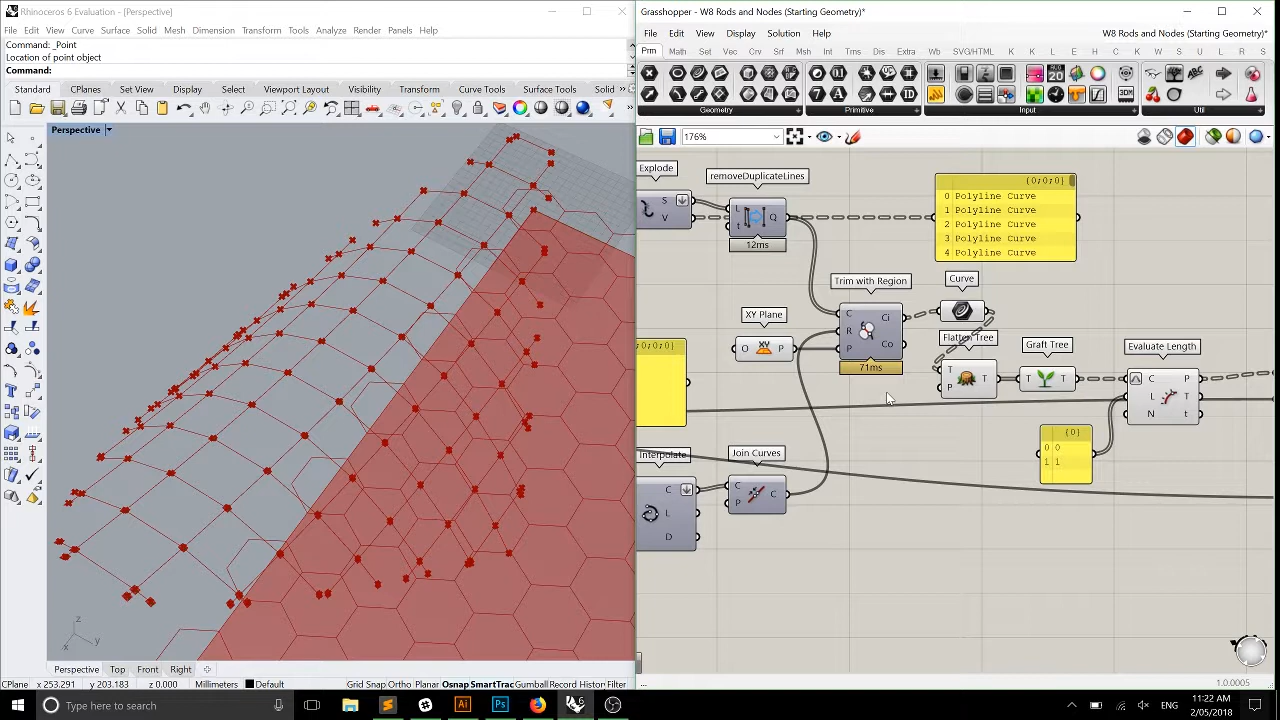 Rhinoceros 6 Evaluation - [Perspective]
File Edit View Curve Surface Solid Mesh Dimension Transform Tools Analyze Render Panels Help
Command: _Point
Location of point object
Command:
Standard CPlanes Set View Display Select Viewport Layout Visibility Transform Curve Tools Surface Tools Solid
Perspective
z
y
x
Perspective Top Front Right
CPlane x 253.291 y 203.183 z 0.000 Millimeters Default Grid Snap Ortho Planar Osnap SmartTrac Gumball Record History Filter
Grasshopper - W8 Rods and Nodes (Starting Geometry)*
File Edit View Display Solution Help W8 Rods and Nodes (Starting Geometry)*
Prm Math Set Vec Crv Srf Msh Int Trns Dis Extra Wb SVG/HTML K K L E H M K K L S U R S
Geometry Primitive Input Util
176%
Explode
removeDuplicateLines
S
V
L
t
Q
12ms
{0;0;0}
0 Polyline Curve
1 Polyline Curve
2 Polyline Curve
3 Polyline Curve
4 Polyline Curve
Trim with Region
Curve
XY Plane
O
P
C
R
P
Ci
Co
71ms
Flatten Tree
T
P
T
Graft Tree
T
T
Evaluate Length
C
L
N
P
T
t
;0;0}
{0}
0 0
1 1
Interpolate
C
L
D
Join Curves
C
P
C
...
1.0.0005
Type here to search
Ai
Ps
ENG
11:22 AM
2/05/2018